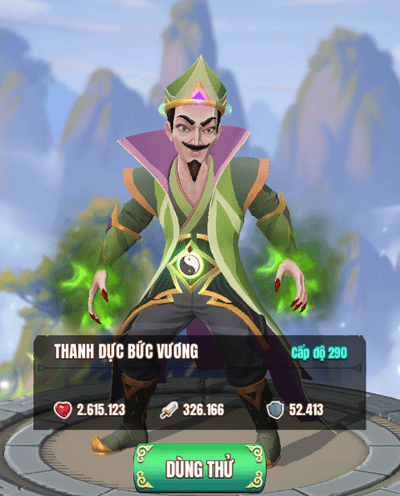 THANH DỰC BỨC VƯƠNG
Cấp độ 290
2.615.123
326.166
52.413
DÙNG THỬ